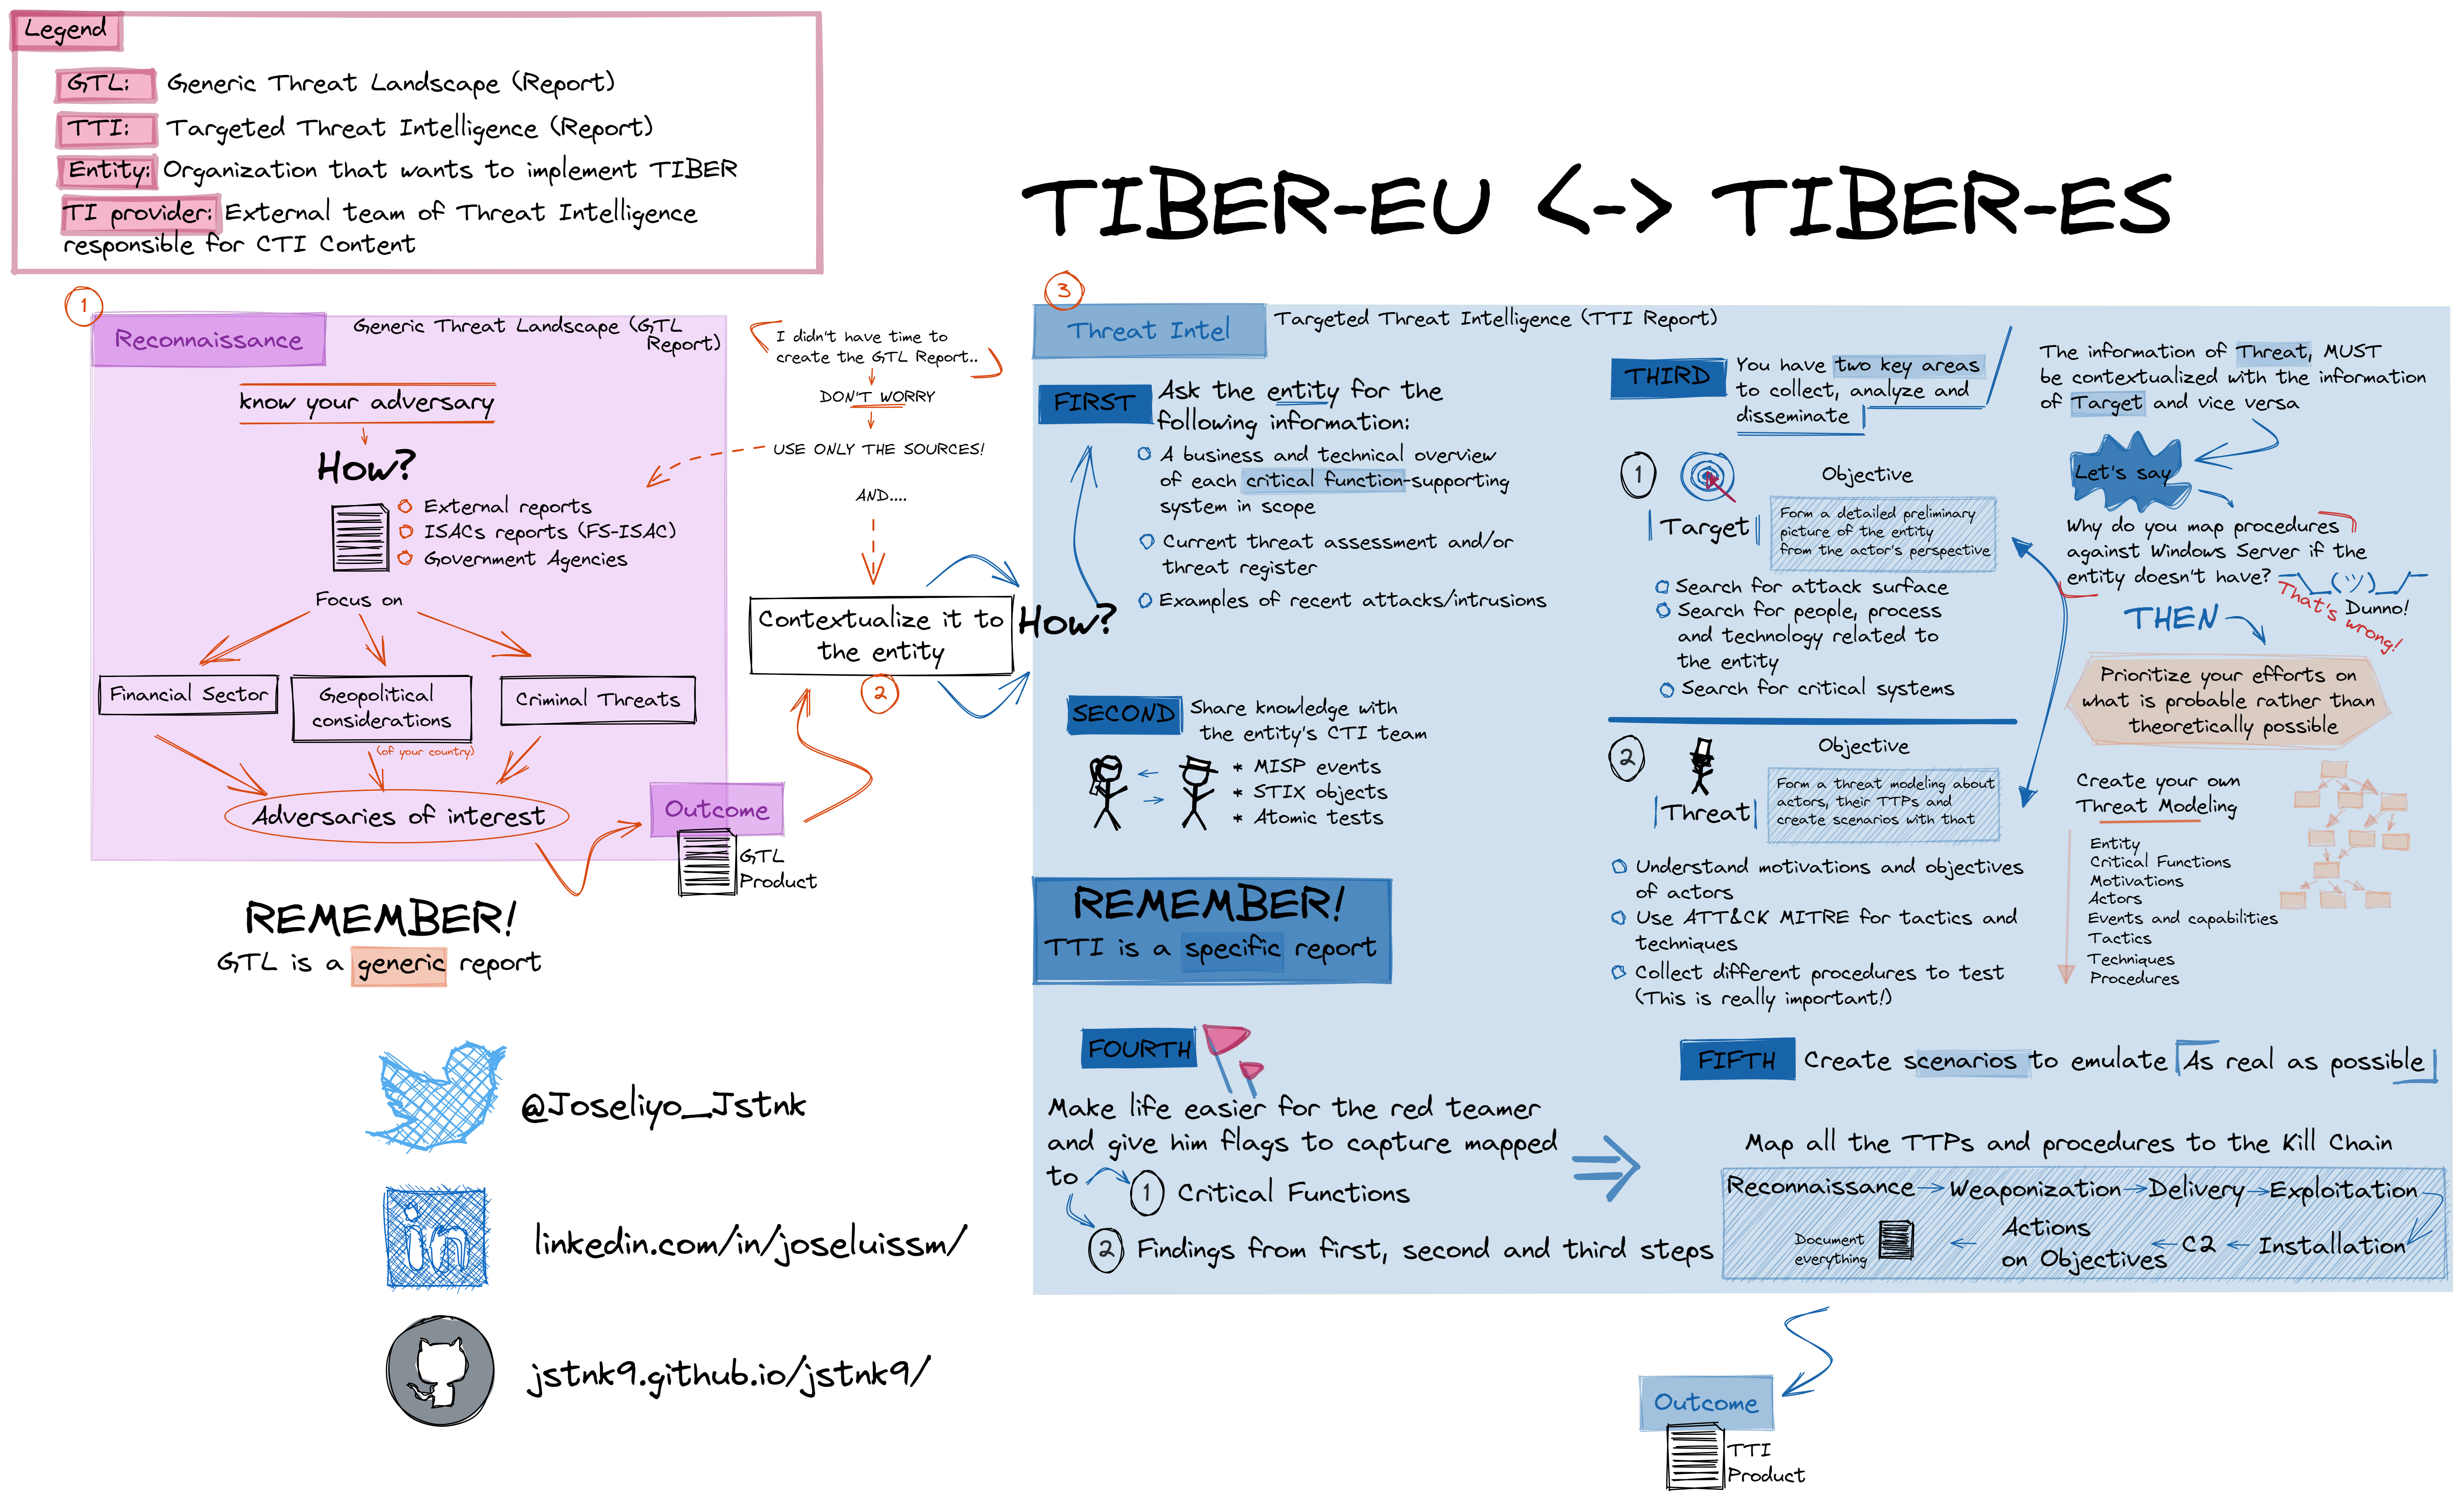 Legend
GTL: Generic Threat Landscape (Report)
TTI: Targeted Threat Intelligence (Report)
Entity: Organization that wants to implement TIBER
TI provider: External team of Threat Intelligence
responsible for CTI Content
TIBER-EU <-> TIBER-ES
1
Reconnaissance
Generic Threat Landscape (GTL
Report)
know your adversary
How?
External reports
ISACs reports (FS-ISAC)
Government Agencies
Focus on
Financial Sector
Geopolitical
considerations
(of your country)
Criminal Threats
Adversaries of interest
Outcome
GTL
Product
REMEMBER!
GTL is a generic report
I didn't have time to
create the GTL Report..
DON'T WORRY
USE ONLY THE SOURCES!
AND....
Contextualize it to
the entity
2
How?
3
Threat Intel
Targeted Threat Intelligence (TTI Report)
FIRST
Ask the entity for the
following information:
A business and technical overview
of each critical function-supporting
system in scope
Current threat assessment and/or
threat register
Examples of recent attacks/intrusions
SECOND
Share knowledge with
the entity's CTI team
* MISP events
* STIX objects
* Atomic tests
REMEMBER!
TTI is a specific report
THIRD
You have two key areas
to collect, analyze and
disseminate
1
Target
Objective
Form a detailed preliminary
picture of the entity
from the actor's perspective
Search for attack surface
Search for people, process
and technology related to
the entity
Search for critical systems
2
Threat
Objective
Form a threat modeling about
actors, their TTPs and
create scenarios with that
Understand motivations and objectives
of actors
Use ATT&CK MITRE for tactics and
techniques
Collect different procedures to test
(This is really important!)
The information of Threat, MUST
be contextualized with the information
of Target and vice versa
Let's say
Why do you map procedures
against Windows Server if the
entity doesn't have?
¯\_(ツ)_/¯
Dunno!
That's wrong!
THEN
Prioritize your efforts on
what is probable rather than
theoretically possible
Create your own
Threat Modeling
Entity
Critical Functions
Motivations
Actors
Events and capabilities
Tactics
Techniques
Procedures
FOURTH
Make life easier for the red teamer
and give him flags to capture mapped
to
1 Critical Functions
2 Findings from first, second and third steps
FIFTH
Create scenarios to emulate As real as possible
Map all the TTPs and procedures to the Kill Chain
Reconnaissance Weaponization Delivery Exploitation
Installation
C2
Actions
on Objectives
Document
everything
Outcome
TTI
Product
@Joseliyo_Jstnk
in
linkedin.com/in/joseluissm/
jstnk9.github.io/jstnk9/